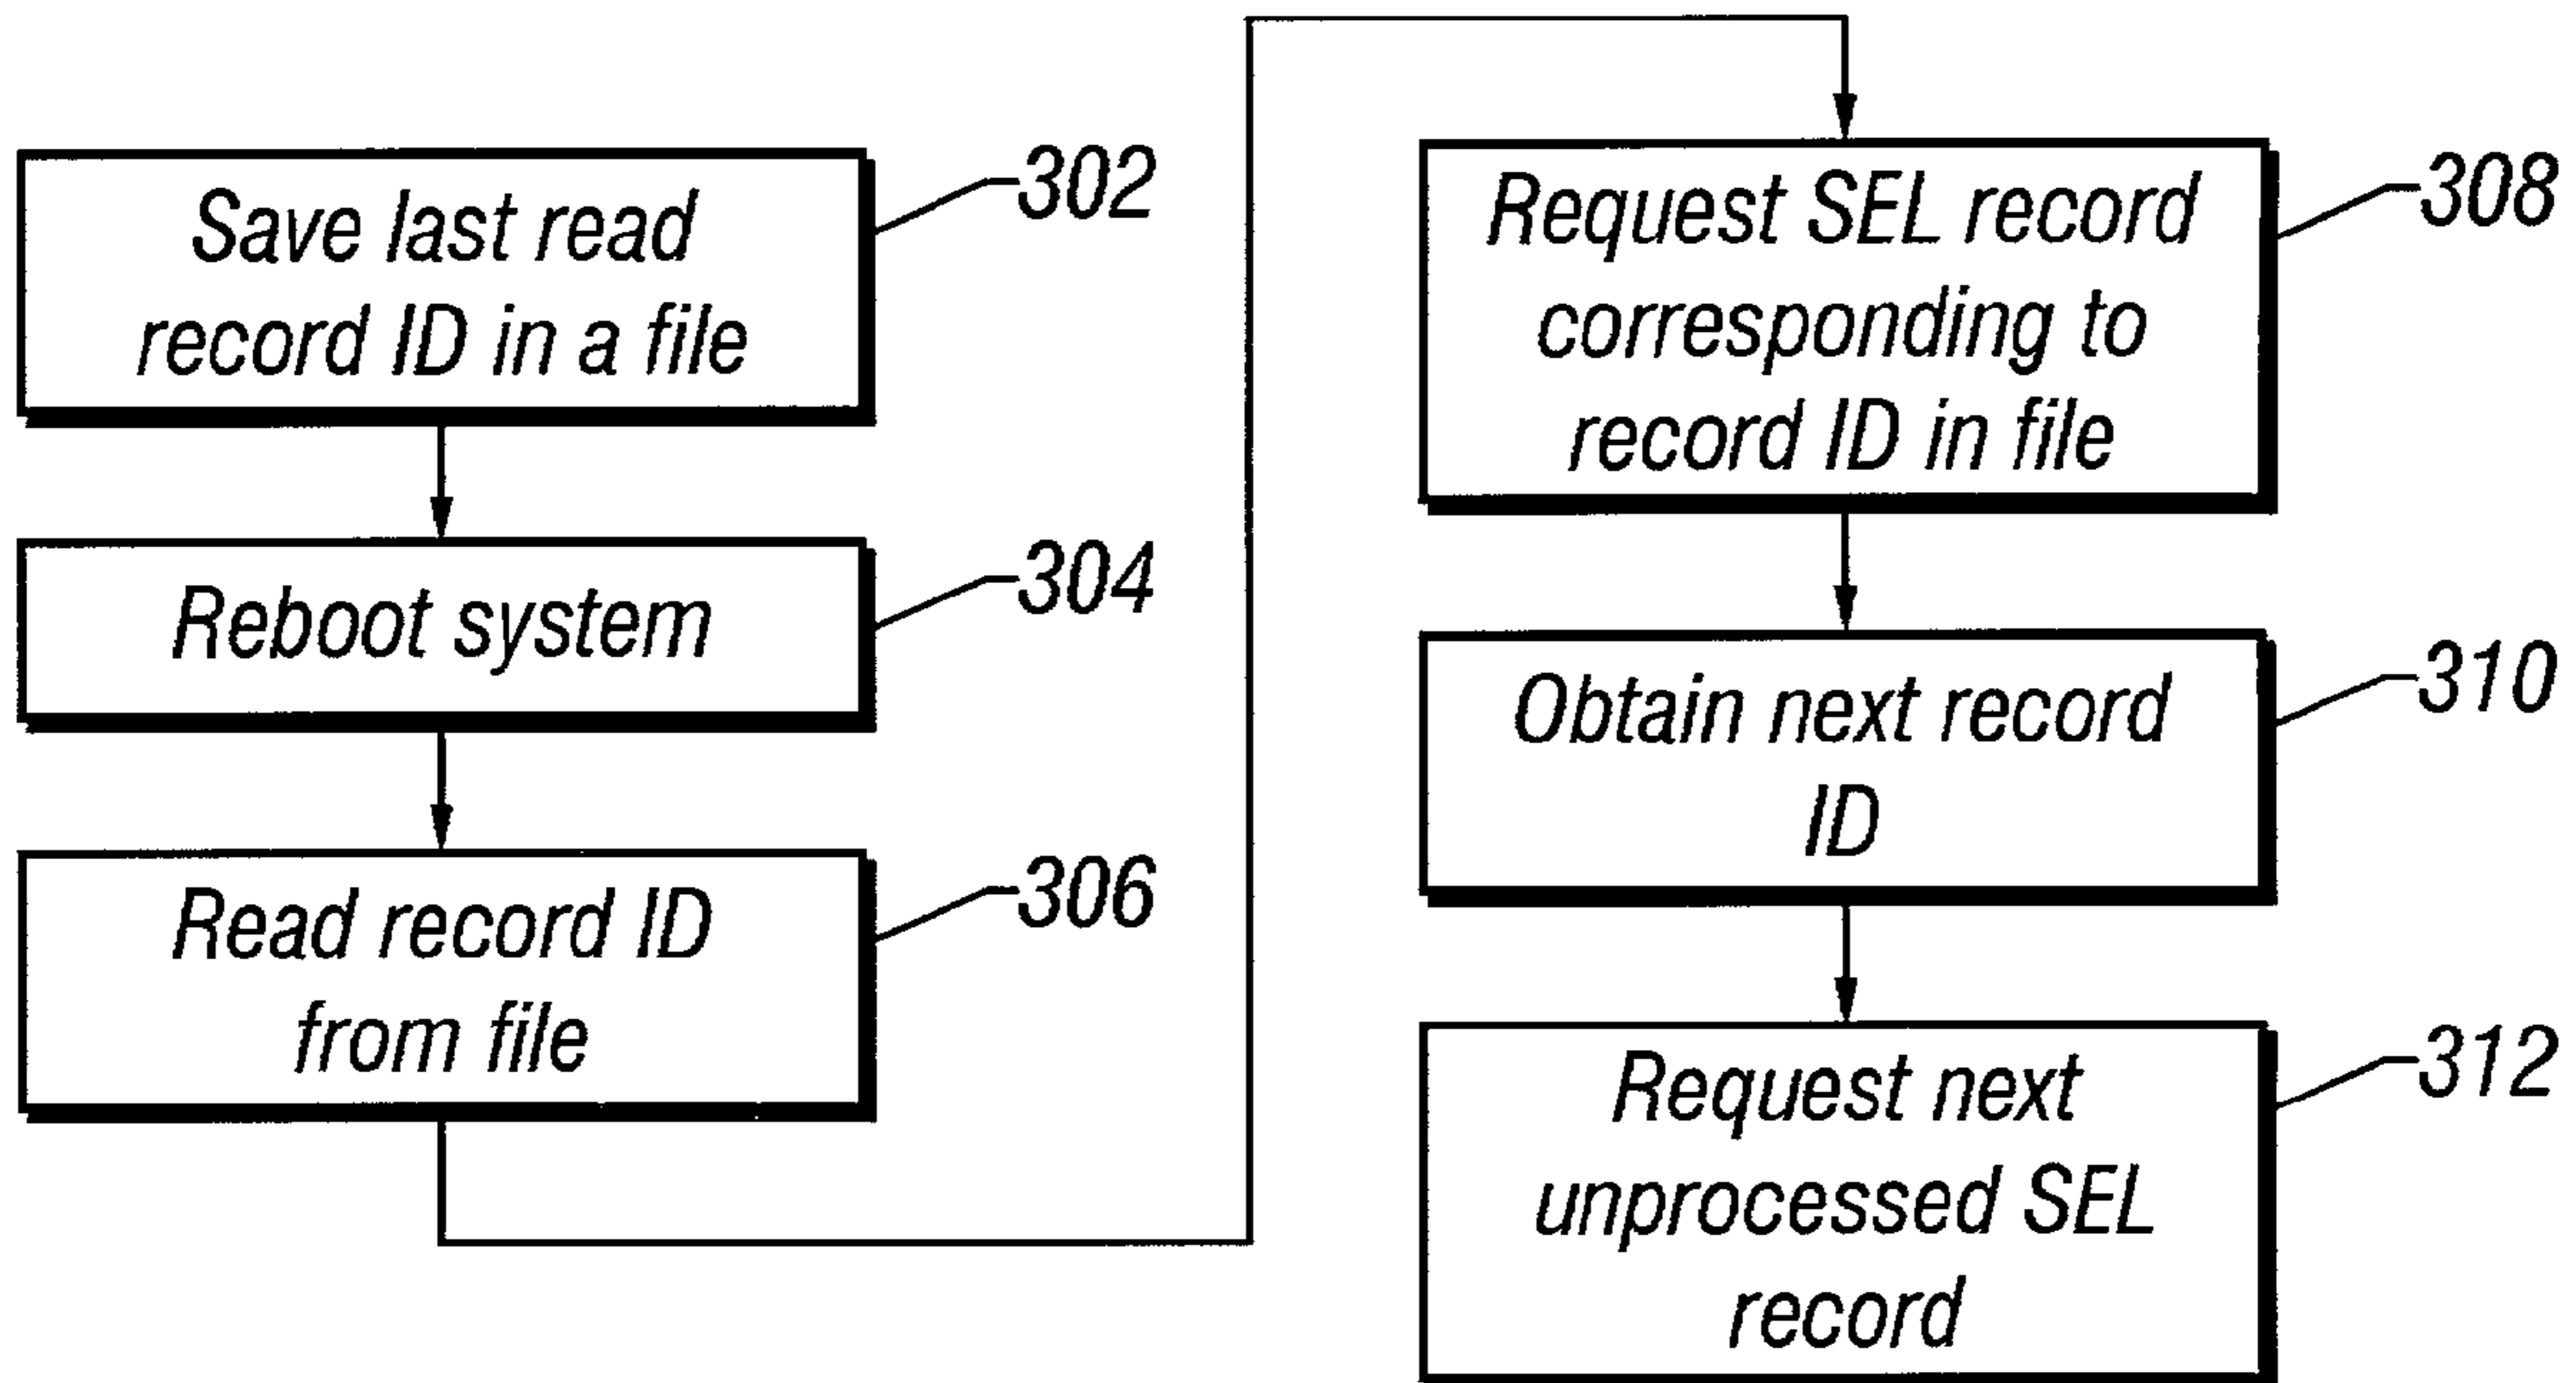 Save last read
record ID in a file
302
Reboot system
304
Read record ID
from file
306
Request SEL record
corresponding to
record ID in file
308
Obtain next record
ID
310
Request next
unprocessed SEL
record
312